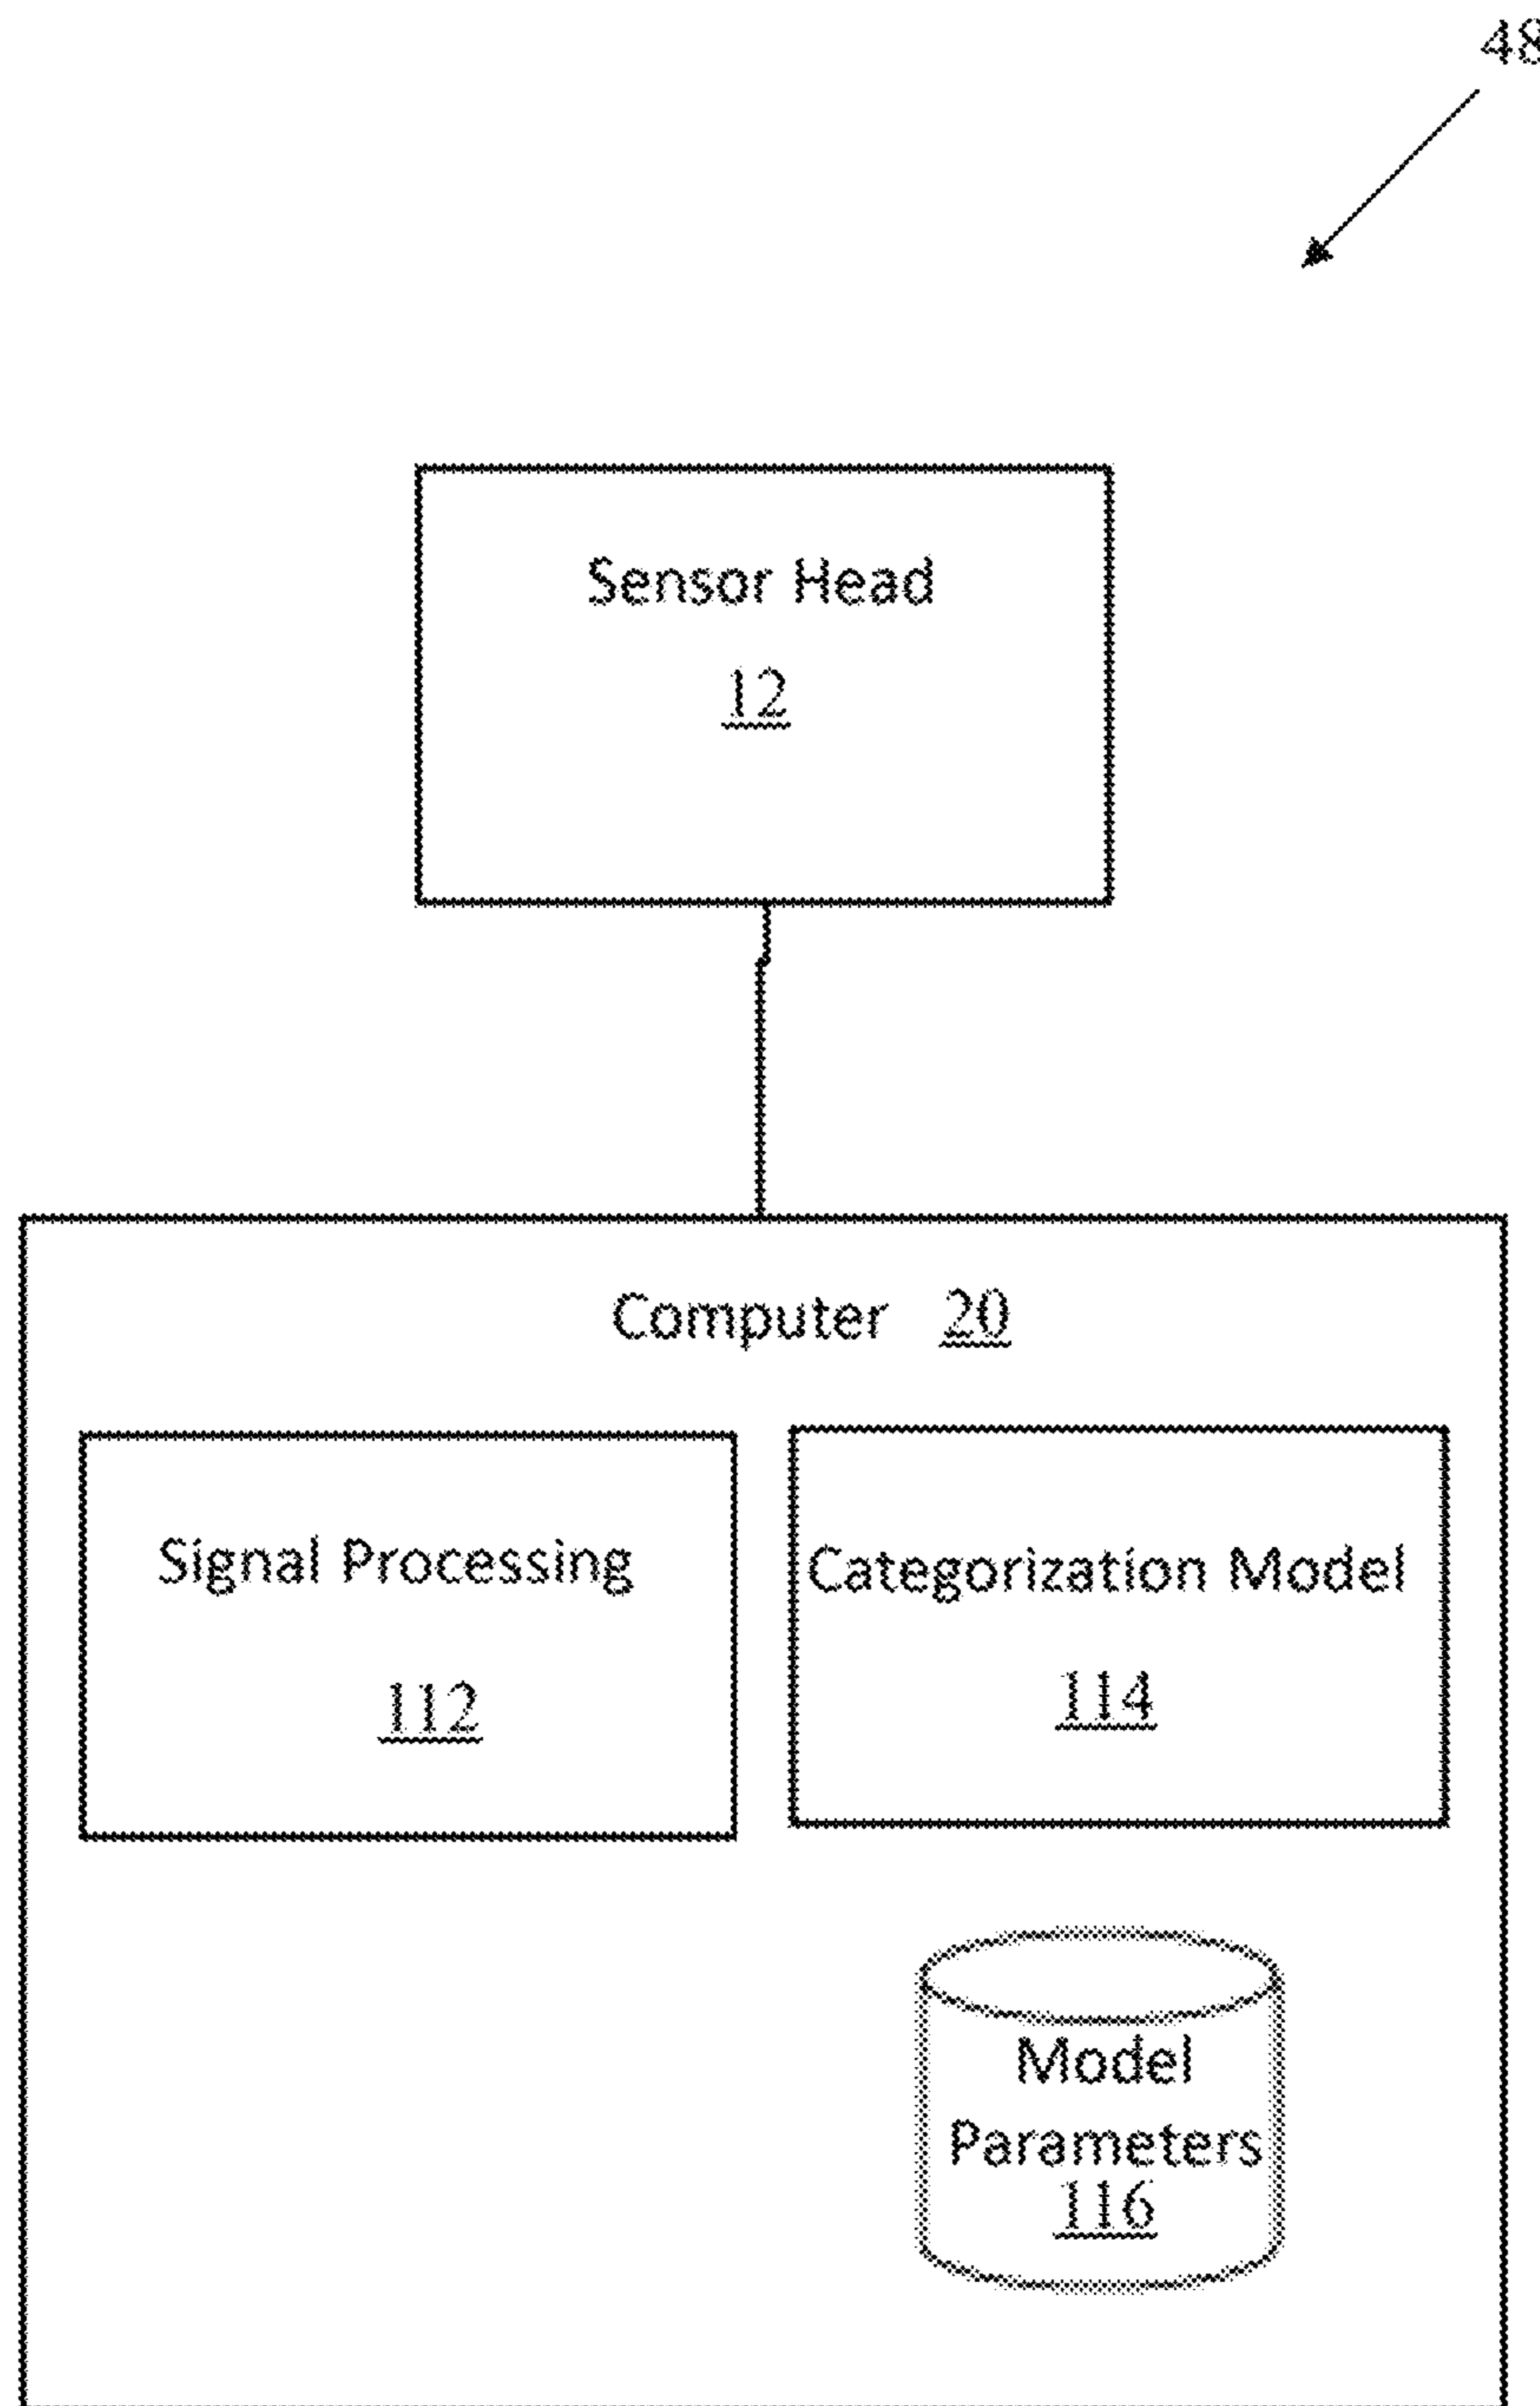 48
Sensor Head
12
Computer 20
Signal Processing
112
Categorization Model
114
Model
Parameters
116